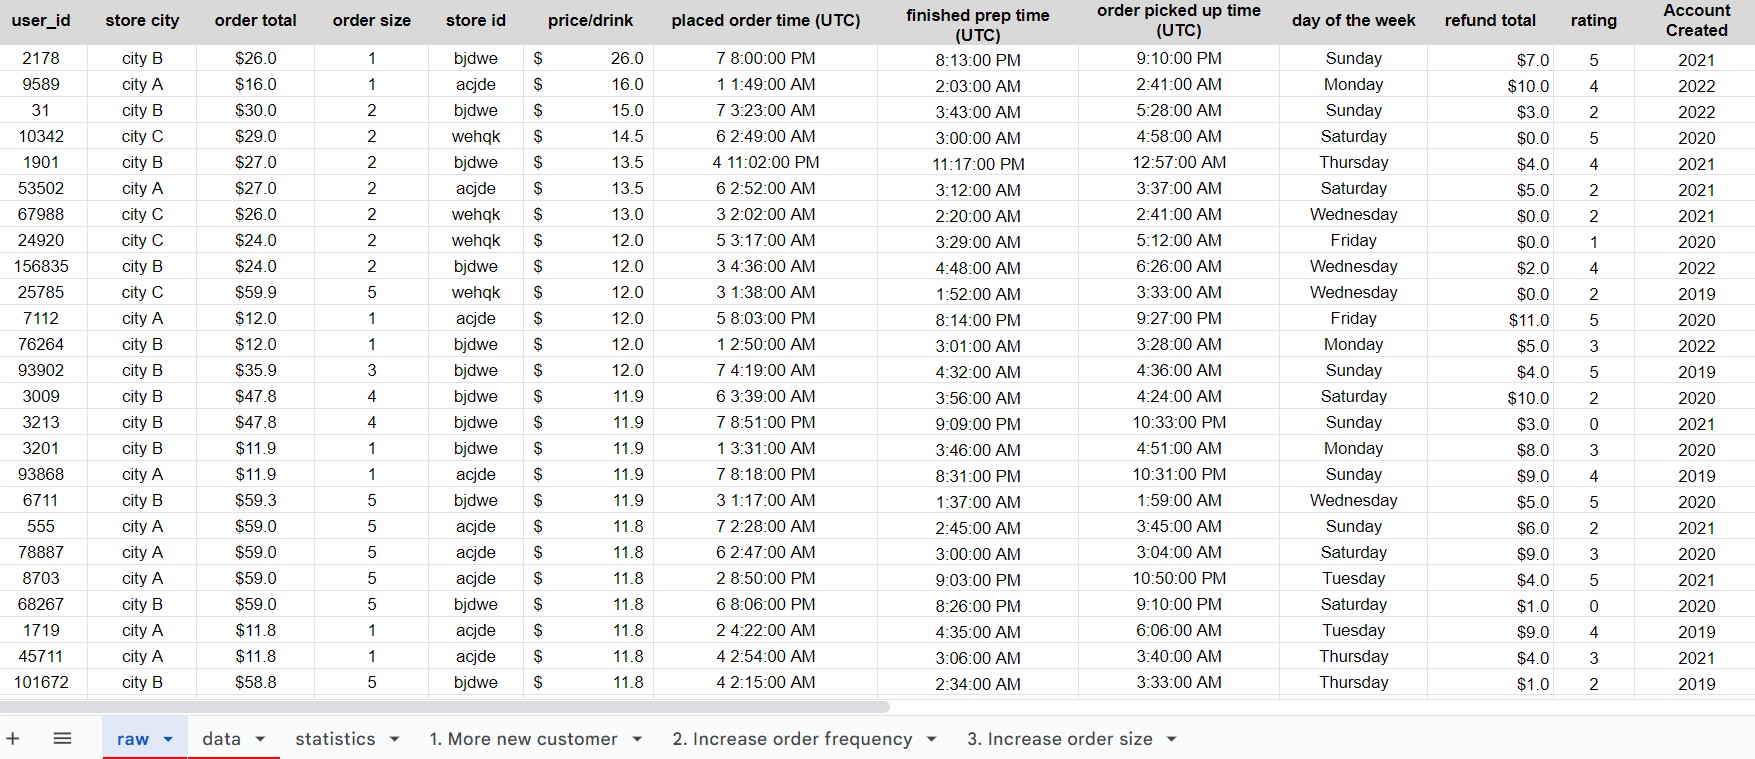 user_id store city order total order size store id price/drink placed order time (UTC) finished prep time (UTC) order picked up time (UTC) day of the week refund total rating Account Created
2178 city B $26.0 1 bjdwe $ 26.0 7 8:00:00 PM 8:13:00 PM 9:10:00 PM Sunday $7.0 5 2021
9589 city A $16.0 1 acjde $ 16.0 1 1:49:00 AM 2:03:00 AM 2:41:00 AM Monday $10.0 4 2022
31 city B $30.0 2 bjdwe $ 15.0 7 3:23:00 AM 3:43:00 AM 5:28:00 AM Sunday $3.0 2 2022
10342 city C $29.0 2 wehqk $ 14.5 6 2:49:00 AM 3:00:00 AM 4:58:00 AM Saturday $0.0 5 2020
1901 city B $27.0 2 bjdwe $ 13.5 4 11:02:00 PM 11:17:00 PM 12:57:00 AM Thursday $4.0 4 2021
53502 city A $27.0 2 acjde $ 13.5 6 2:52:00 AM 3:12:00 AM 3:37:00 AM Saturday $5.0 2 2021
67988 city C $26.0 2 wehqk $ 13.0 3 2:02:00 AM 2:20:00 AM 2:41:00 AM Wednesday $0.0 2 2021
24920 city C $24.0 2 wehqk $ 12.0 5 3:17:00 AM 3:29:00 AM 5:12:00 AM Friday $0.0 1 2020
156835 city B $24.0 2 bjdwe $ 12.0 3 4:36:00 AM 4:48:00 AM 6:26:00 AM Wednesday $2.0 4 2022
25785 city C $59.9 5 wehqk $ 12.0 3 1:38:00 AM 1:52:00 AM 3:33:00 AM Wednesday $0.0 2 2019
7112 city A $12.0 1 acjde $ 12.0 5 8:03:00 PM 8:14:00 PM 9:27:00 PM Friday $11.0 5 2020
76264 city B $12.0 1 bjdwe $ 12.0 1 2:50:00 AM 3:01:00 AM 3:28:00 AM Monday $5.0 3 2022
93902 city B $35.9 3 bjdwe $ 12.0 7 4:19:00 AM 4:32:00 AM 4:36:00 AM Sunday $4.0 5 2019
3009 city B $47.8 4 bjdwe $ 11.9 6 3:39:00 AM 3:56:00 AM 4:24:00 AM Saturday $10.0 2 2020
3213 city B $47.8 4 bjdwe $ 11.9 7 8:51:00 PM 9:09:00 PM 10:33:00 PM Sunday $3.0 0 2021
3201 city B $11.9 1 bjdwe $ 11.9 1 3:31:00 AM 3:46:00 AM 4:51:00 AM Monday $8.0 3 2020
93868 city A $11.9 1 acjde $ 11.9 7 8:18:00 PM 8:31:00 PM 10:31:00 PM Sunday $9.0 4 2019
6711 city B $59.3 5 bjdwe $ 11.9 3 1:17:00 AM 1:37:00 AM 1:59:00 AM Wednesday $5.0 5 2020
555 city A $59.0 5 acjde $ 11.8 7 2:28:00 AM 2:45:00 AM 3:45:00 AM Sunday $6.0 2 2021
78887 city A $59.0 5 acjde $ 11.8 6 2:47:00 AM 3:00:00 AM 3:04:00 AM Saturday $9.0 3 2020
8703 city A $59.0 5 acjde $ 11.8 2 8:50:00 PM 9:03:00 PM 10:50:00 PM Tuesday $4.0 5 2021
68267 city B $59.0 5 bjdwe $ 11.8 6 8:06:00 PM 8:26:00 PM 9:10:00 PM Saturday $1.0 0 2020
1719 city A $11.8 1 acjde $ 11.8 2 4:22:00 AM 4:35:00 AM 6:06:00 AM Tuesday $9.0 4 2019
45711 city A $11.8 1 acjde $ 11.8 4 2:54:00 AM 3:06:00 AM 3:40:00 AM Thursday $4.0 3 2021
101672 city B $58.8 5 bjdwe $ 11.8 4 2:15:00 AM 2:34:00 AM 3:33:00 AM Thursday $1.0 2 2019
raw data statistics 1. More new customer 2. Increase order frequency 3. Increase order size